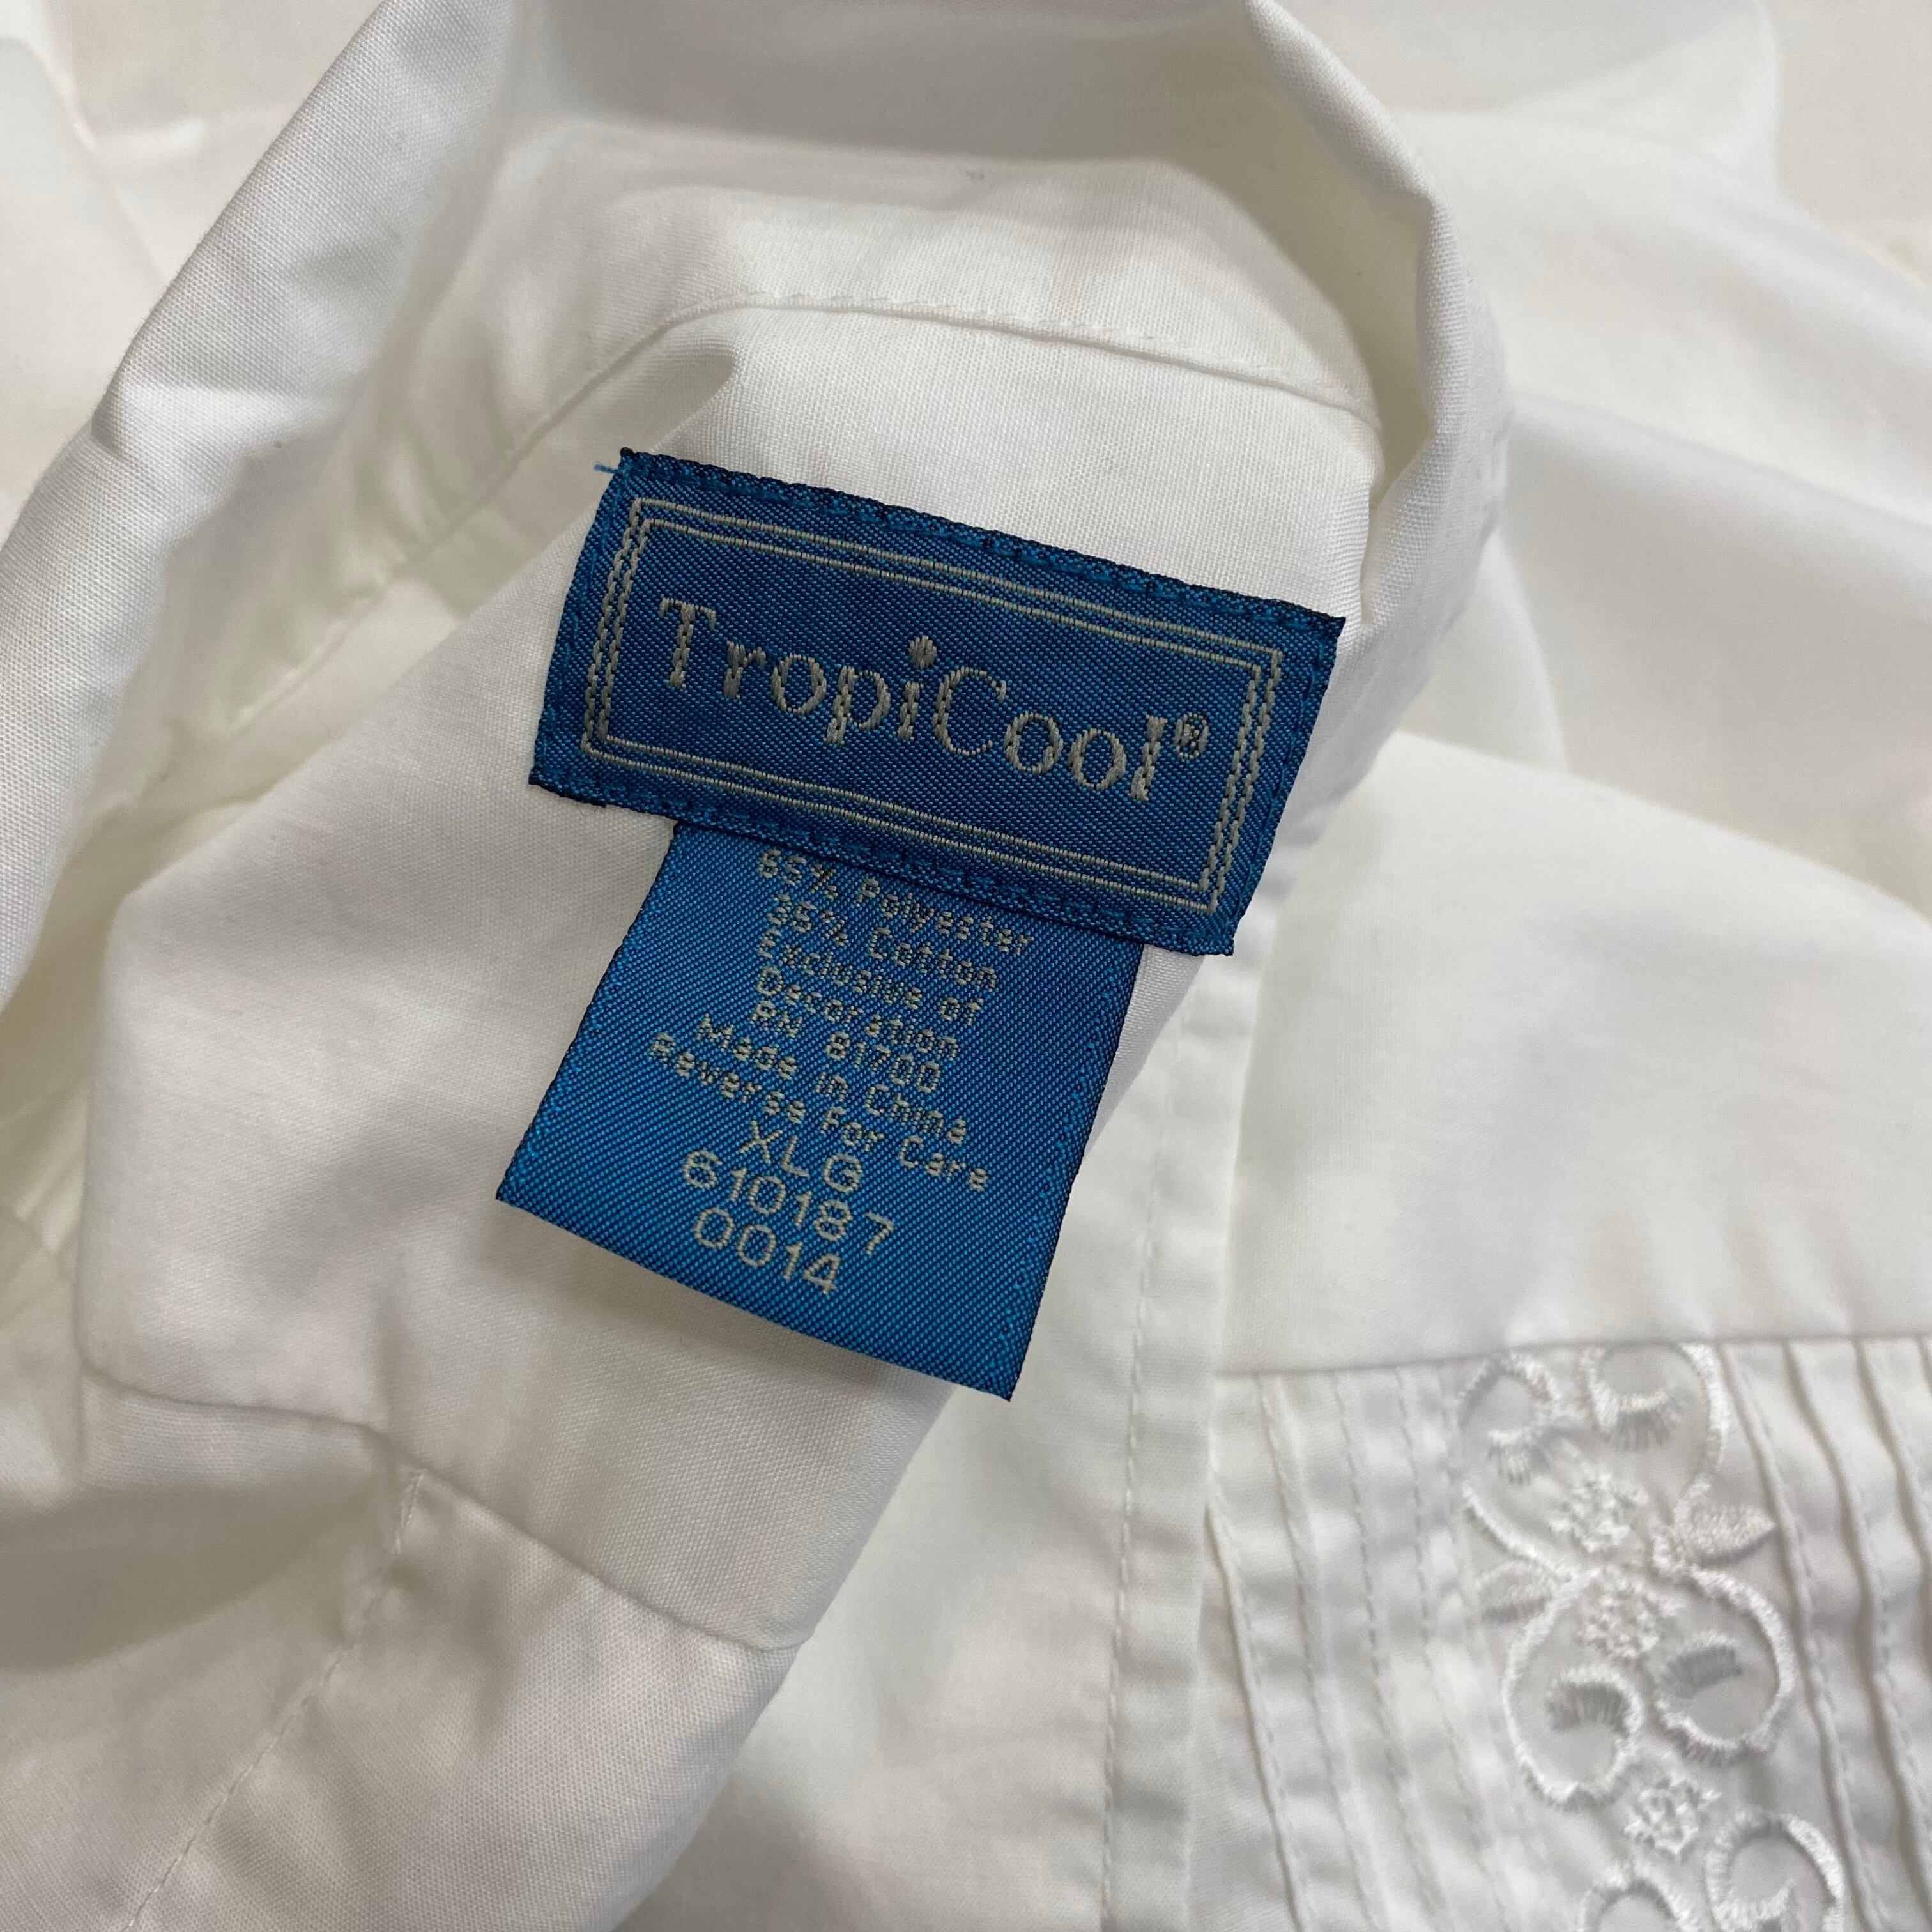 TropiCool®
65% Polyester
35% Cotton
Exclusive of
Decoration
RN 81700
Made in China
Reverse For Care
XLG
610187
0014